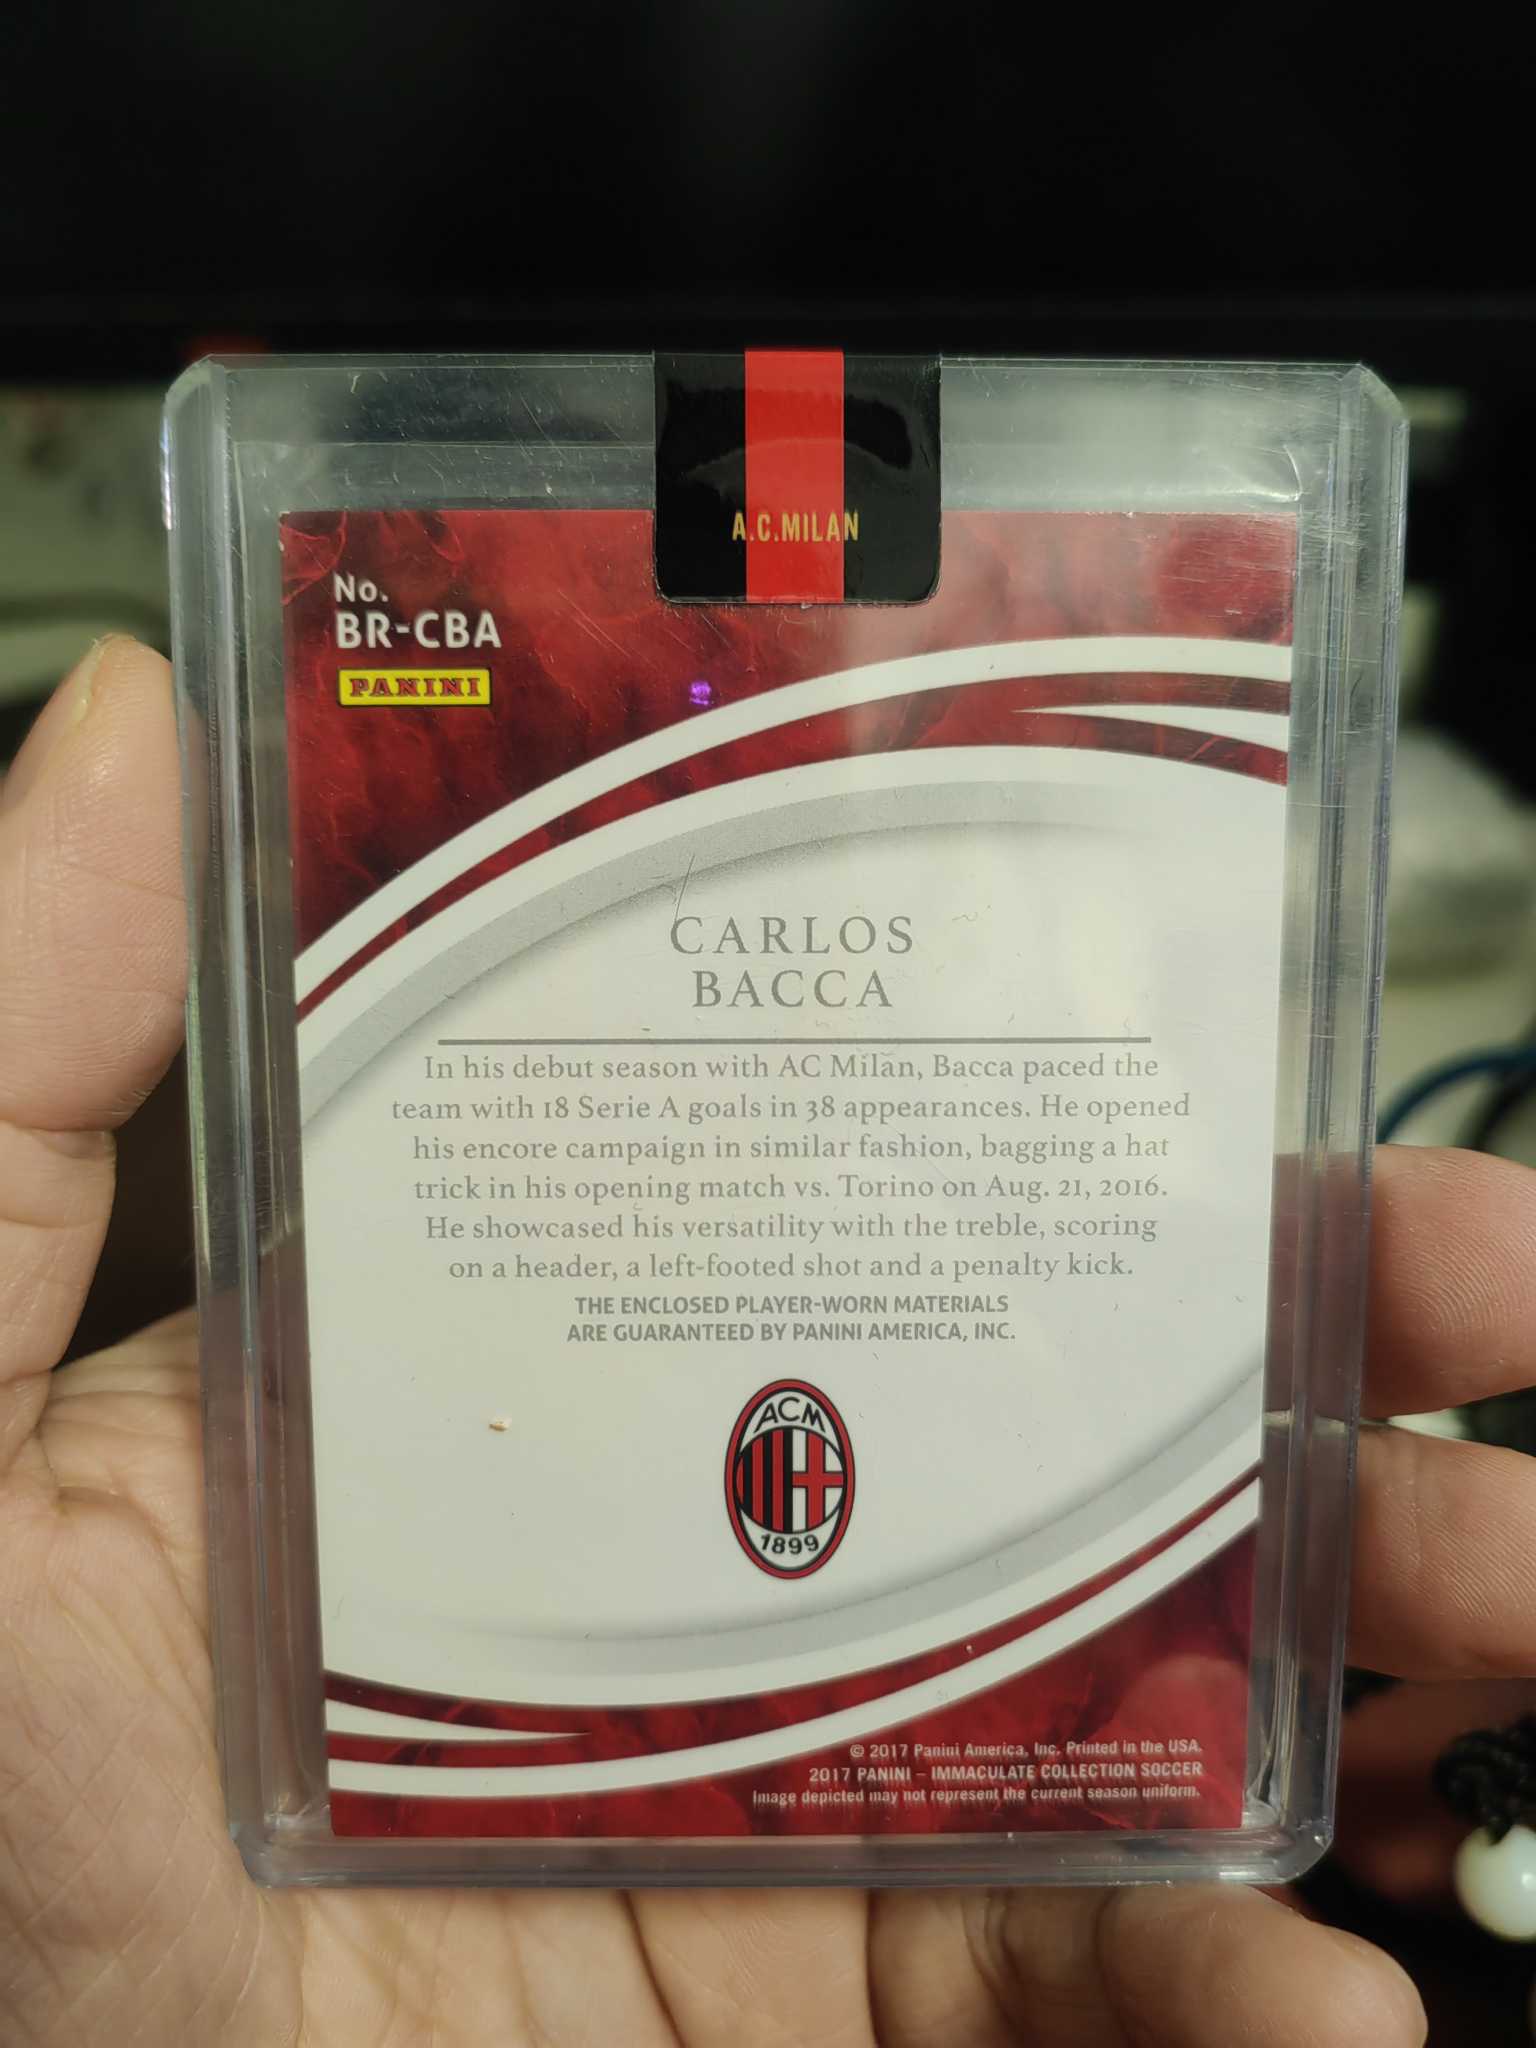 A.C.MILAN
No.
BR-CBA
PANINI
CARLOS
BACCA
In his debut season with AC Milan, Bacca paced the
team with 18 Serie A goals in 38 appearances. He opened
his encore campaign in similar fashion, bagging a hat
trick in his opening match vs. Torino on Aug. 21, 2016.
He showcased his versatility with the treble, scoring
on a header, a left-footed shot and a penalty kick.
THE ENCLOSED PLAYER-WORN MATERIALS
ARE GUARANTEED BY PANINI AMERICA, INC.
ACM
1899
© 2017 Panini America, Inc. Printed in the USA.
2017 PANINI – IMMACULATE COLLECTION SOCCER
Image depicted may not represent the current season uniform.